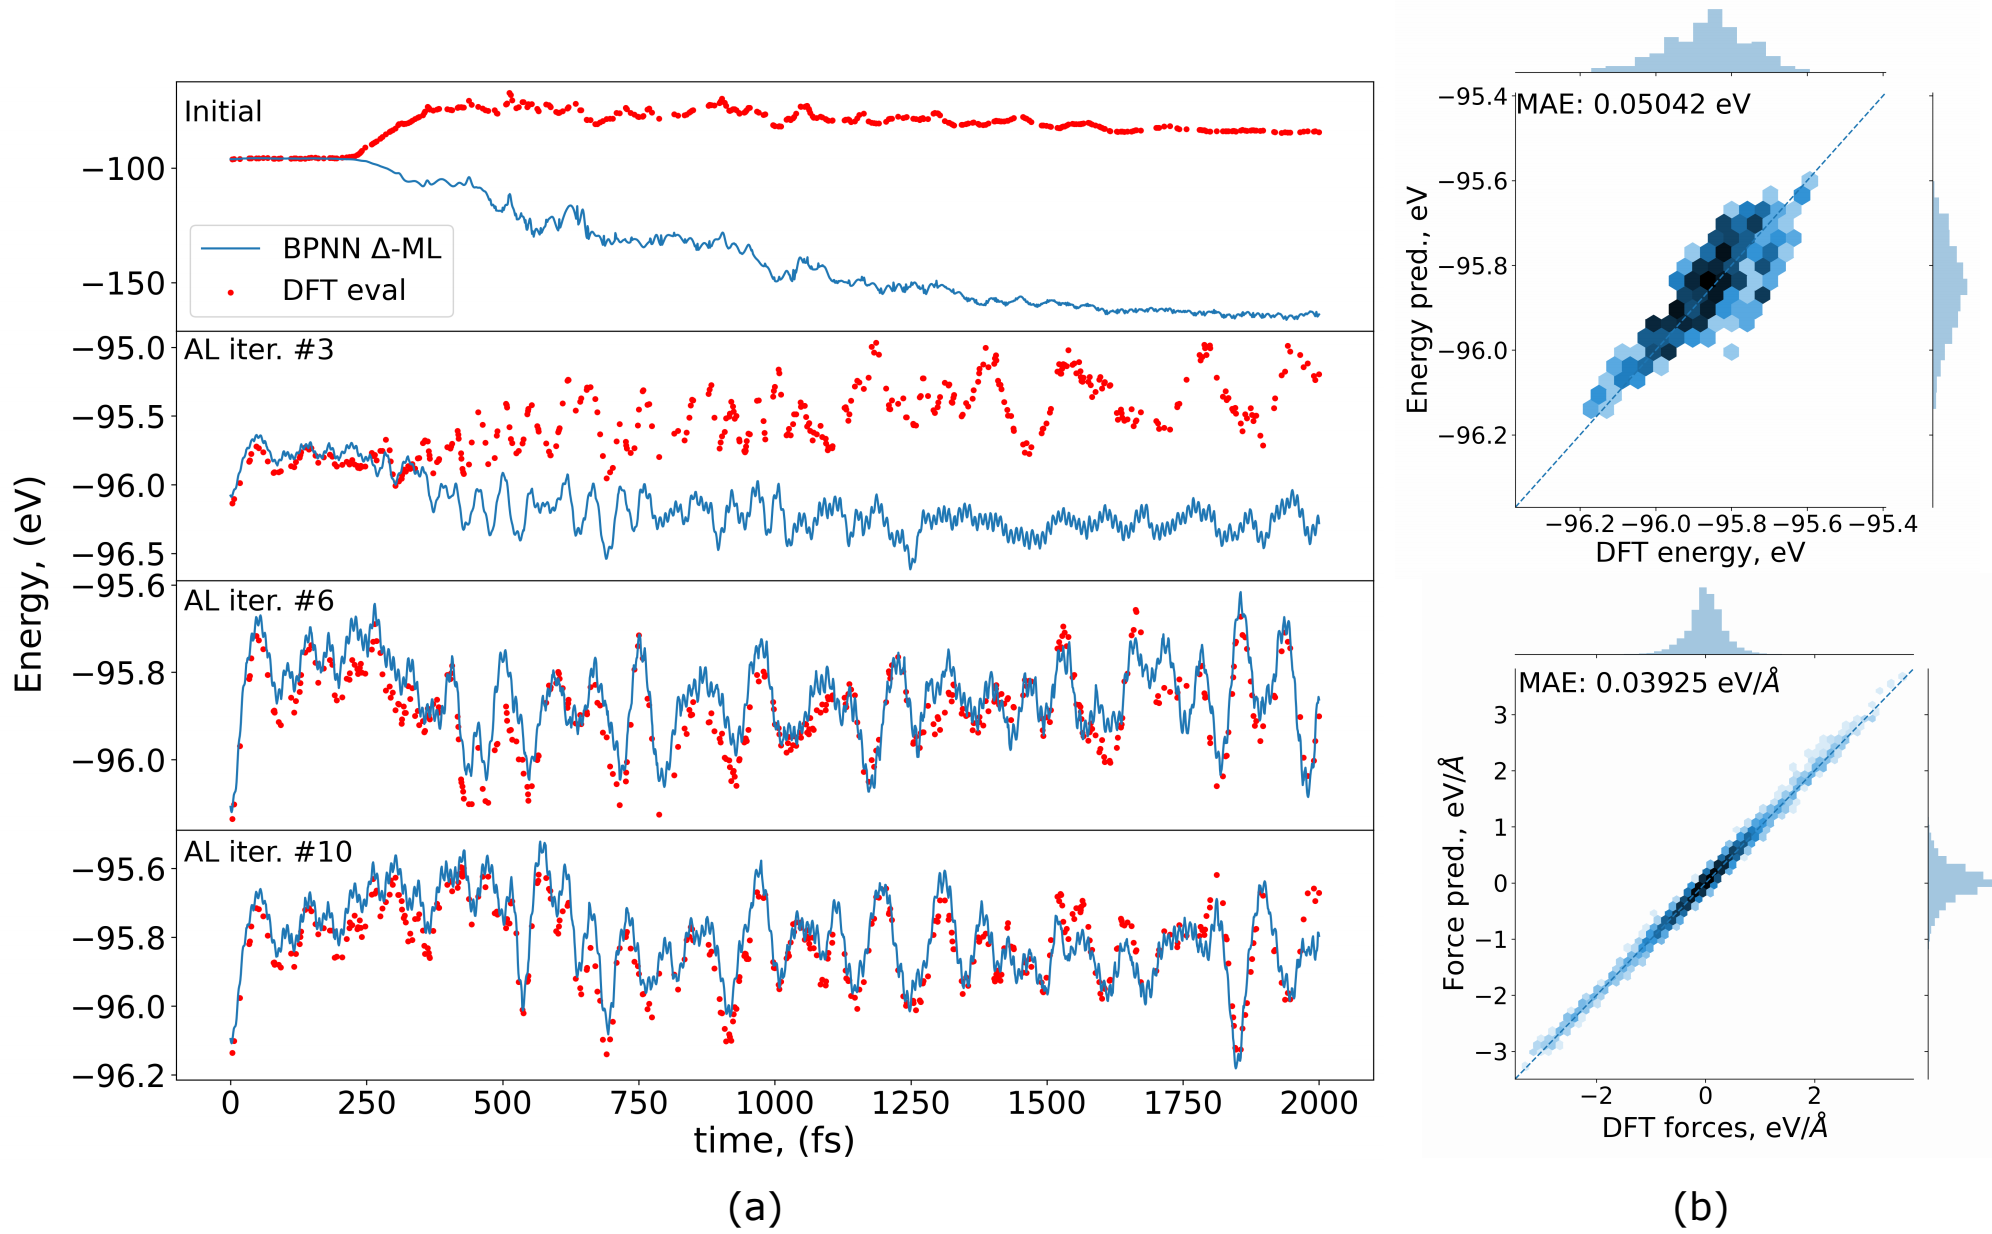 Initial
−100
−150
BPNN Δ-ML
DFT eval
AL iter. #3
−95.0
−95.5
−96.0
−96.5
AL iter. #6
−95.6
−95.8
−96.0
AL iter. #10
−95.6
−95.8
−96.0
−96.2
Energy, (eV)
0 250 500 750 1000 1250 1500 1750 2000
time, (fs)
(a)
MAE: 0.05042 eV
−95.4
−95.6
−95.8
−96.0
−96.2
Energy pred., eV
−96.2 −96.0 −95.8 −95.6 −95.4
DFT energy, eV
MAE: 0.03925 eV/Å
3
2
1
0
−1
−2
−3
Force pred., eV/Å
−2 0 2
DFT forces, eV/Å
(b)